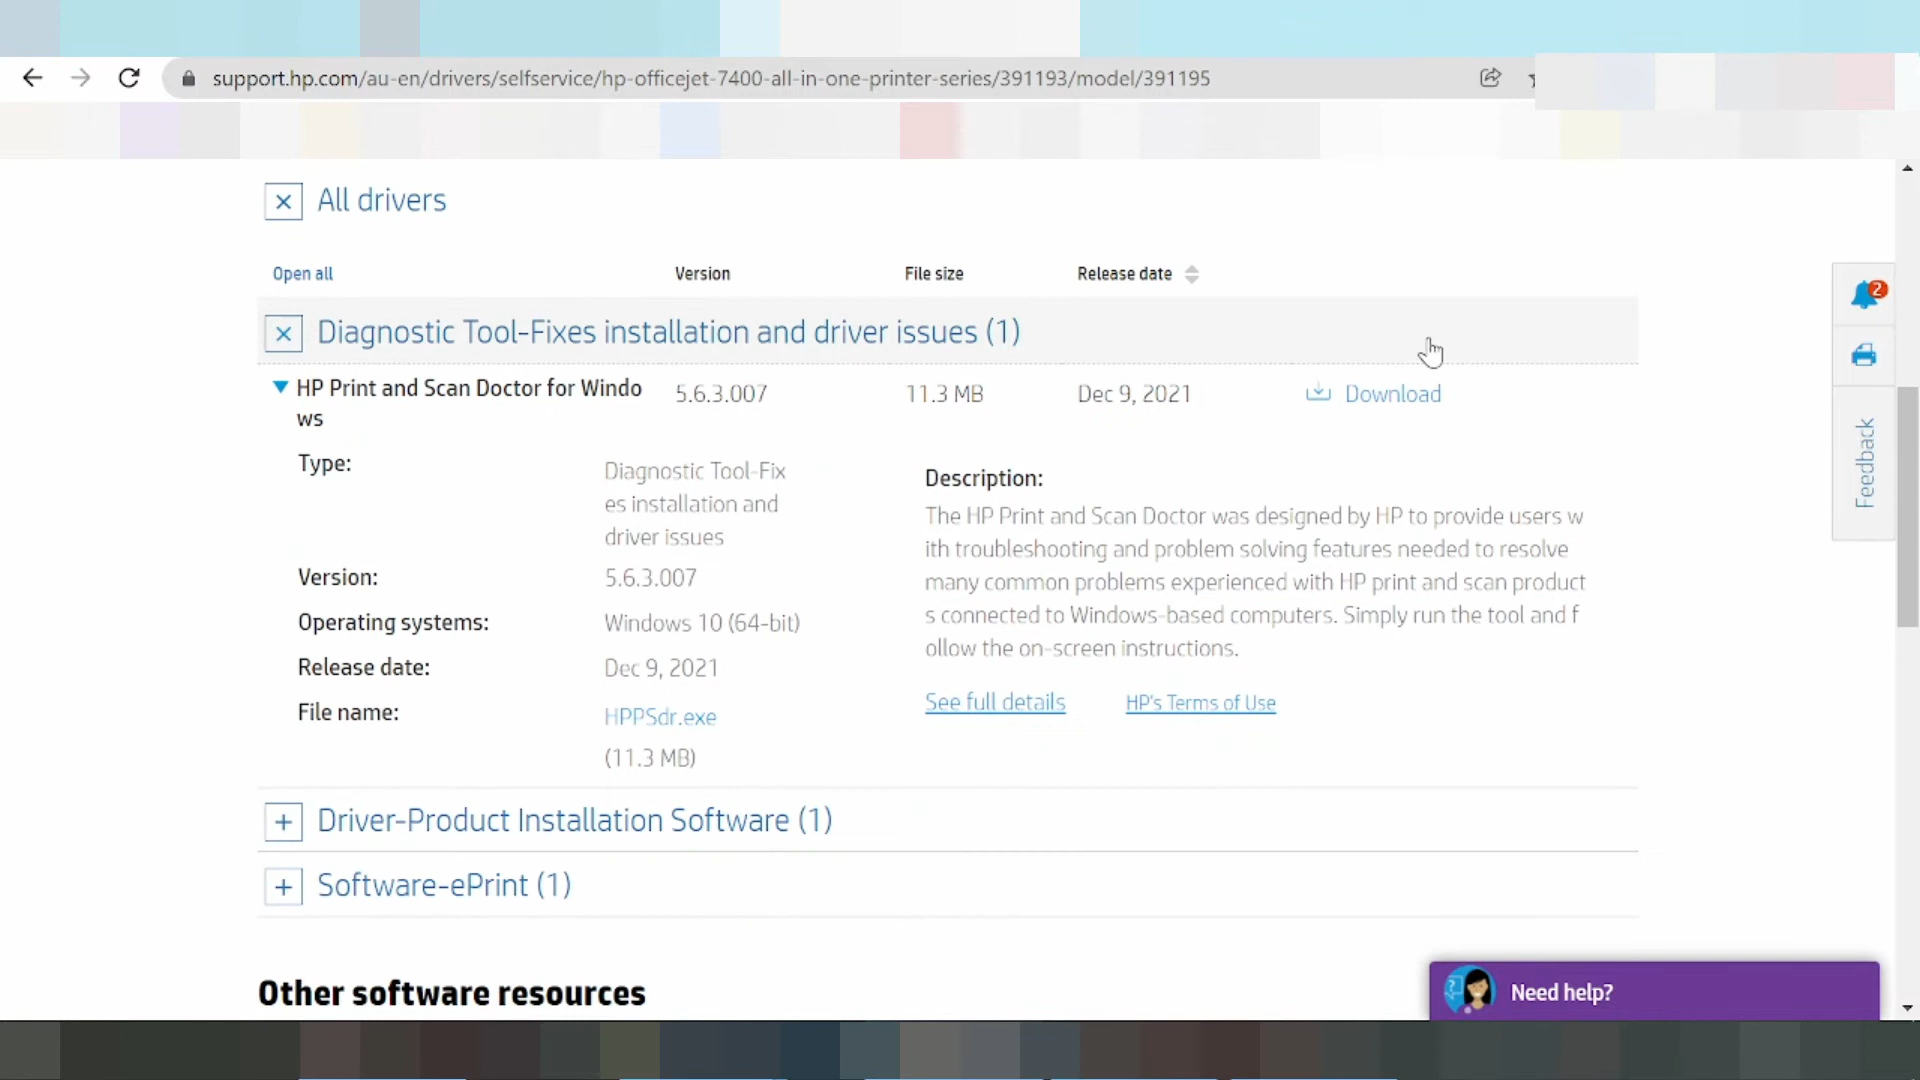 support.hp.com/au-en/drivers/selfservice/hp-officejet-7400-all-in-one-printer-series/391193/model/391195
All drivers
Open all Version File size Release date
2
Diagnostic Tool-Fixes installation and driver issues (1)
HP Print and Scan Doctor for Windo
ws
5.6.3.007 11.3 MB Dec 9, 2021 Download
Feedback
Type:
Diagnostic Tool-Fix
es installation and
driver issues
Version: 5.6.3.007
Operating systems: Windows 10 (64-bit)
Release date: Dec 9, 2021
File name: HPPSdr.exe
(11.3 MB)
Description:
The HP Print and Scan Doctor was designed by HP to provide users w
ith troubleshooting and problem solving features needed to resolve
many common problems experienced with HP print and scan product
s connected to Windows-based computers. Simply run the tool and f
ollow the on-screen instructions.
See full details HP's Terms of Use
Driver-Product Installation Software (1)
Software-ePrint (1)
Other software resources
Need help?